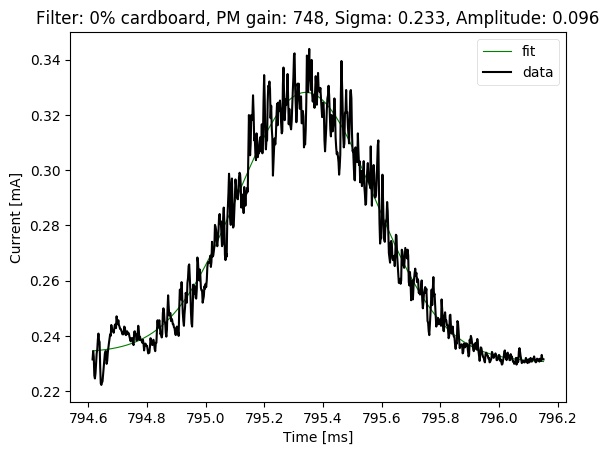 Filter: 0% cardboard, PM gain: 748, Sigma: 0.233, Amplitude: 0.096
fit
data
0.34
0.32
0.30
0.28
0.26
0.24
0.22
Current [mA]
794.6 794.8 795.0 795.2 795.4 795.6 795.8 796.0 796.2
Time [ms]